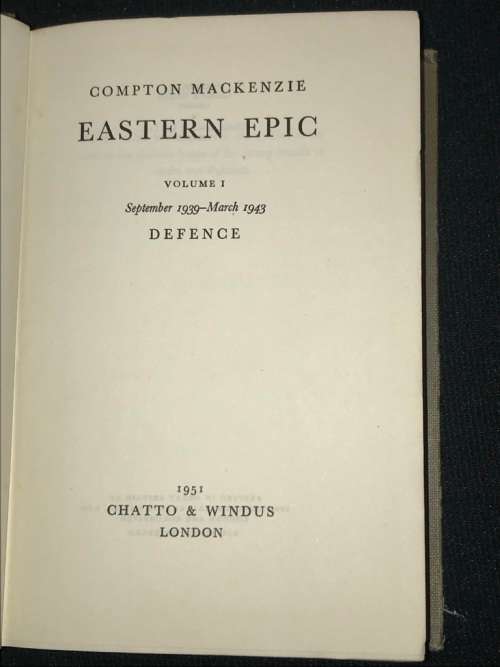 COMPTON MACKENZIE
EASTERN EPIC
VOLUME I
September 1939–March 1943
DEFENCE
1951
CHATTO & WINDUS
LONDON